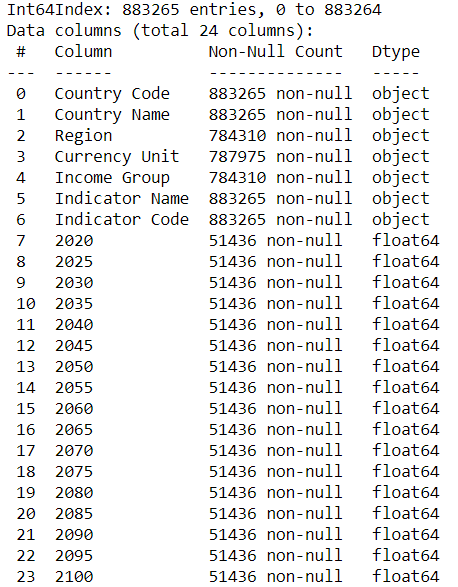 Int64Index: 883265 entries, 0 to 883264
Data columns (total 24 columns):
 #   Column          Non-Null Count   Dtype
---  ------          --------------   -----
 0   Country Code    883265 non-null  object
 1   Country Name    883265 non-null  object
 2   Region          784310 non-null  object
 3   Currency Unit   787975 non-null  object
 4   Income Group    784310 non-null  object
 5   Indicator Name  883265 non-null  object
 6   Indicator Code  883265 non-null  object
 7   2020            51436 non-null   float64
 8   2025            51436 non-null   float64
 9   2030            51436 non-null   float64
 10  2035            51436 non-null   float64
 11  2040            51436 non-null   float64
 12  2045            51436 non-null   float64
 13  2050            51436 non-null   float64
 14  2055            51436 non-null   float64
 15  2060            51436 non-null   float64
 16  2065            51436 non-null   float64
 17  2070            51436 non-null   float64
 18  2075            51436 non-null   float64
 19  2080            51436 non-null   float64
 20  2085            51436 non-null   float64
 21  2090            51436 non-null   float64
 22  2095            51436 non-null   float64
 23  2100            51436 non-null   float64